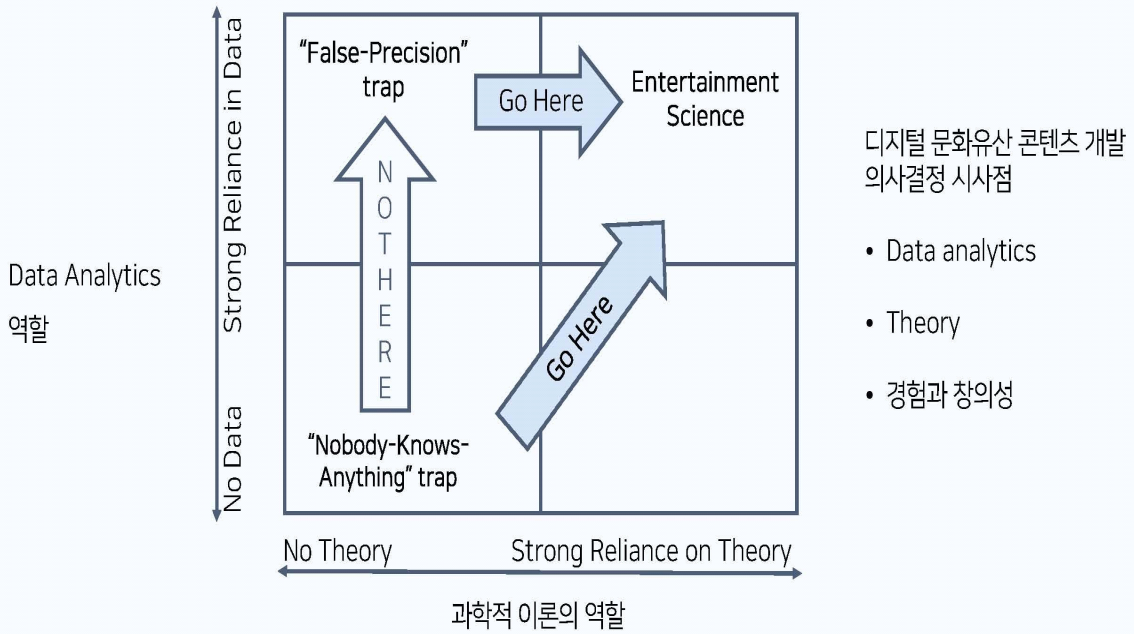 "False-Precision"
trap
Go Here
Entertainment
Science
NOT HERE
Go Here
"Nobody-Knows-
Anything" trap
Strong Reliance in Data
No Data
Data Analytics
역할
No Theory
Strong Reliance on Theory
과학적 이론의 역할
디지털 문화유산 콘텐츠 개발
의사결정 시사점
• Data analytics
• Theory
• 경험과 창의성